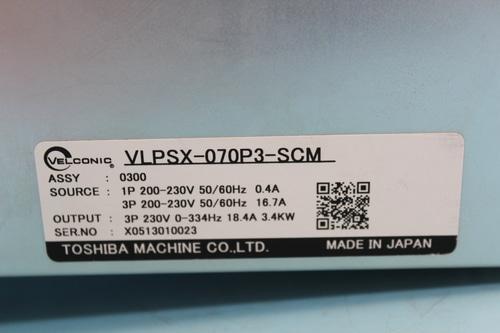 VELCONIC VLPSX-070P3-SCM
ASSY : 0300
SOURCE : 1P 200-230V 50/60Hz 0.4A
3P 200-230V 50/60Hz 16.7A
OUTPUT : 3P 230V 0-334Hz 18.4A 3.4KW
SER.NO : X0513010023
TOSHIBA MACHINE CO.,LTD. MADE IN JAPAN